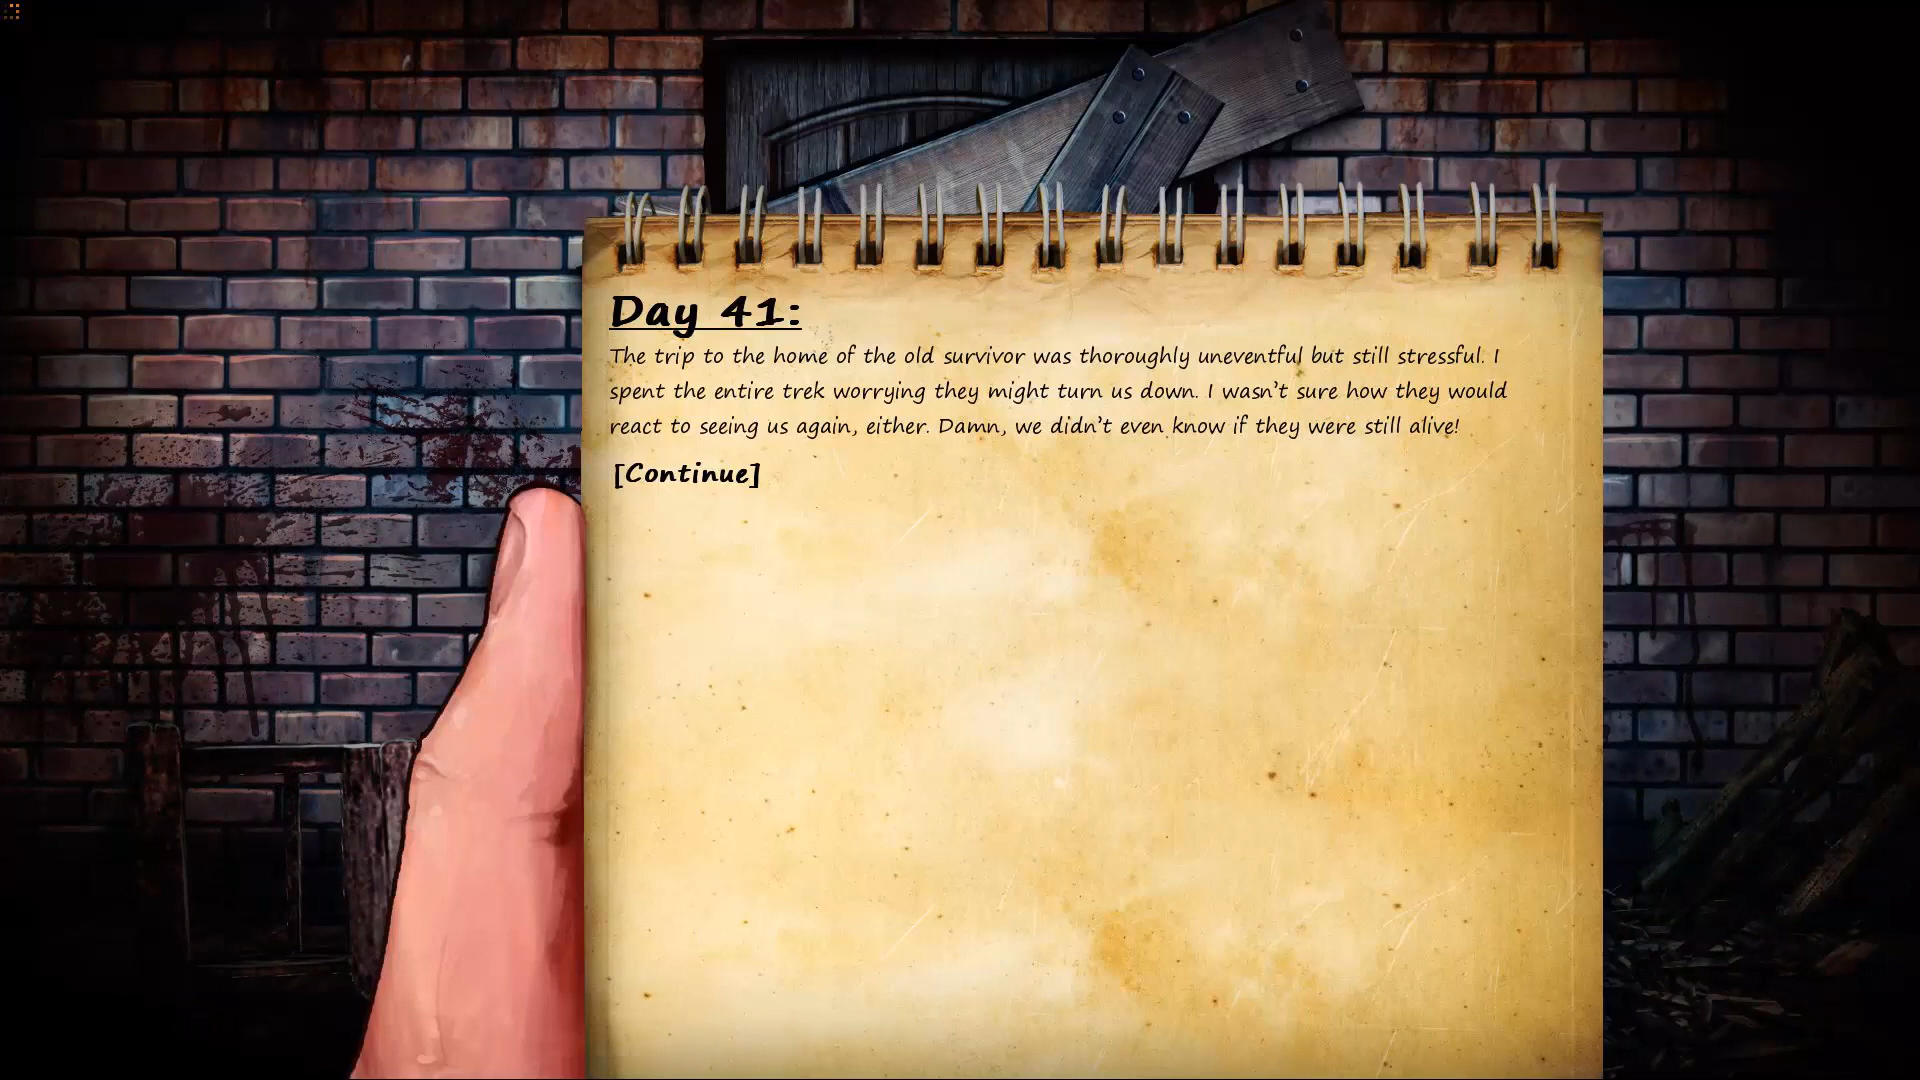 Day 41:
The trip to the home of the old survivor was thoroughly uneventful but still stressful. I
spent the entire trek worrying they might turn us down. I wasn’t sure how they would
react to seeing us again, either. Damn, we didn’t even know if they were still alive!
[Continue]